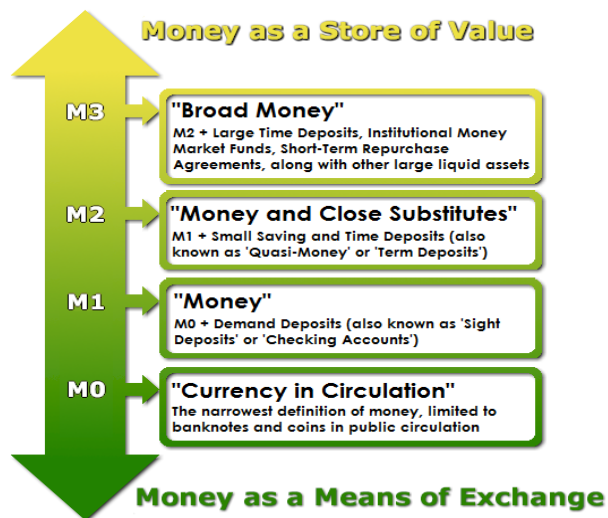 Money as a Store of Value
M3
"Broad Money"
M2 + Large Time Deposits, Institutional Money
Market Funds, Short-Term Repurchase
Agreements, along with other large liquid assets
M2
"Money and Close Substitutes"
M1 + Small Saving and Time Deposits (also
known as 'Quasi-Money' or 'Term Deposits')
M1
"Money"
M0 + Demand Deposits (also known as 'Sight
Deposits' or 'Checking Accounts')
M0
"Currency in Circulation"
The narrowest definition of money, limited to
banknotes and coins in public circulation
Money as a Means of Exchange